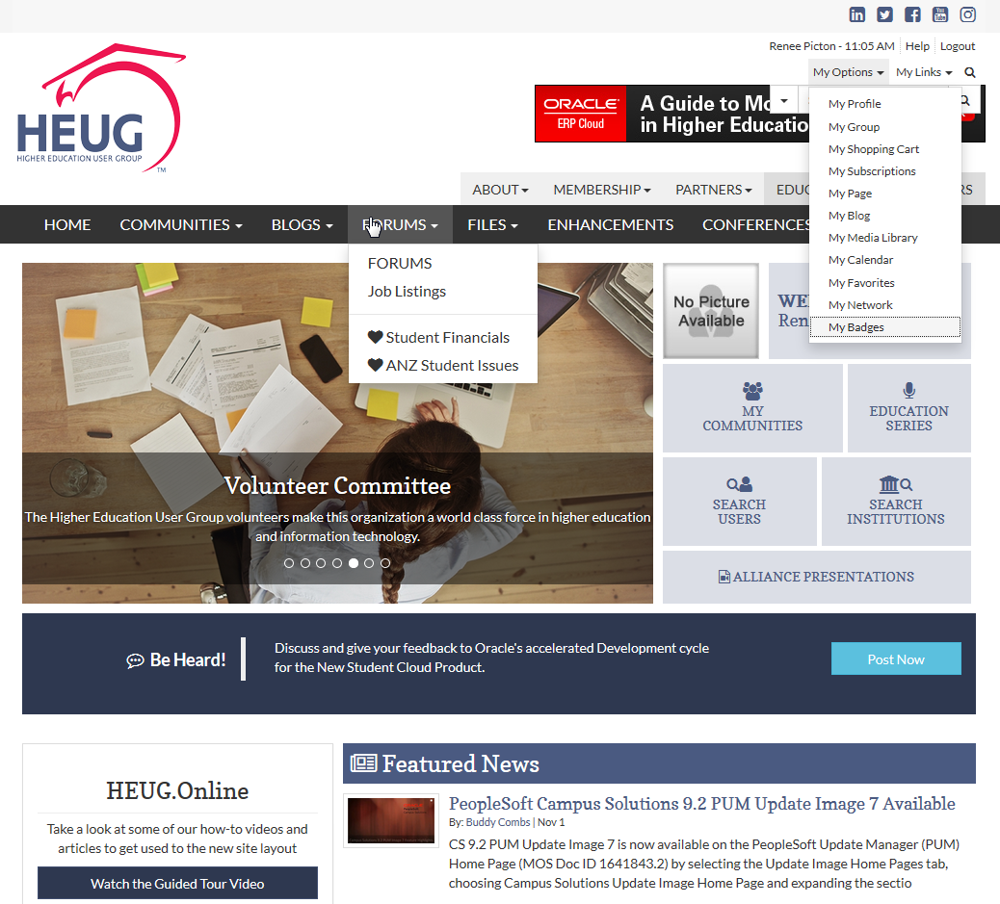 You Tube
Renee Picton - 11:05 AM Help Logout
My Options My Links
HEUG
HIGHER EDUCATION USER GROUP
TM
ORACLE
ERP Cloud
A Guide to Mo
in Higher Educatio
My Profile
My Group
My Shopping Cart
My Subscriptions
My Page
My Blog
My Media Library
My Calendar
My Favorites
My Network
My Badges
ABOUT MEMBERSHIP PARTNERS EDUC RS
HOME COMMUNITIES BLOGS FORUMS FILES ENHANCEMENTS CONFERENCES
FORUMS
Job Listings
Student Financials
ANZ Student Issues
No Picture
Available
WE
Ren
MY
COMMUNITIES
EDUCATION
SERIES
SEARCH
USERS
SEARCH
INSTITUTIONS
ALLIANCE PRESENTATIONS
Volunteer Committee
The Higher Education User Group volunteers make this organization a world class force in higher education
and information technology.
Be Heard!
Discuss and give your feedback to Oracle's accelerated Development cycle
for the New Student Cloud Product.
Post Now
HEUG.Online
Take a look at some of our how-to videos and
articles to get used to the new site layout
Watch the Guided Tour Video
Featured News
PeopleSoft Campus Solutions 9.2 PUM Update Image 7 Available
By: Buddy Combs | Nov 1
CS 9.2 PUM Update Image 7 is now available on the PeopleSoft Update Manager (PUM)
Home Page (MOS Doc ID 1641843.2) by selecting the Update Image Home Pages tab,
choosing Campus Solutions Update Image Home Page and expanding the sectio